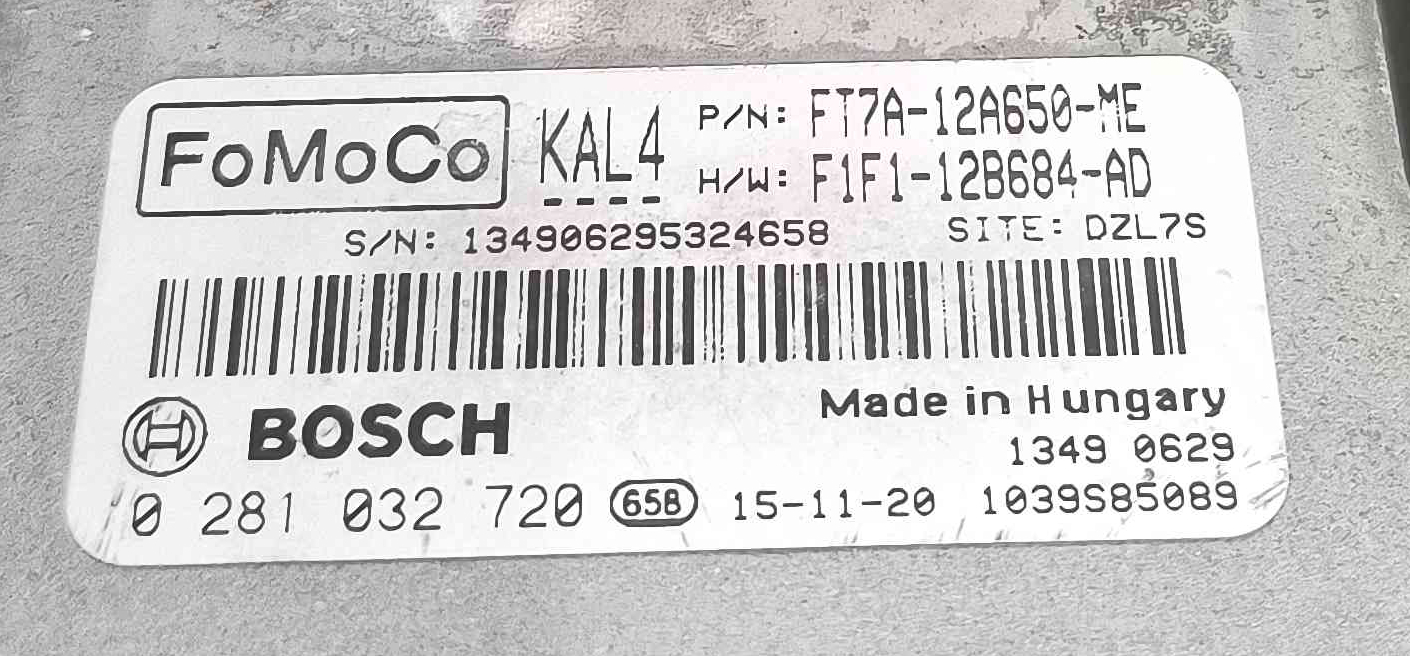 FoMoCo KAL4 P/N: FT7A-12A650-ME
H/W: F1F1-12B684-AD
S/N: 134906295324658 SITE: DZL7S
BOSCH Made in Hungary
1349 0629
0 281 032 720 658 15-11-20 1039S85089